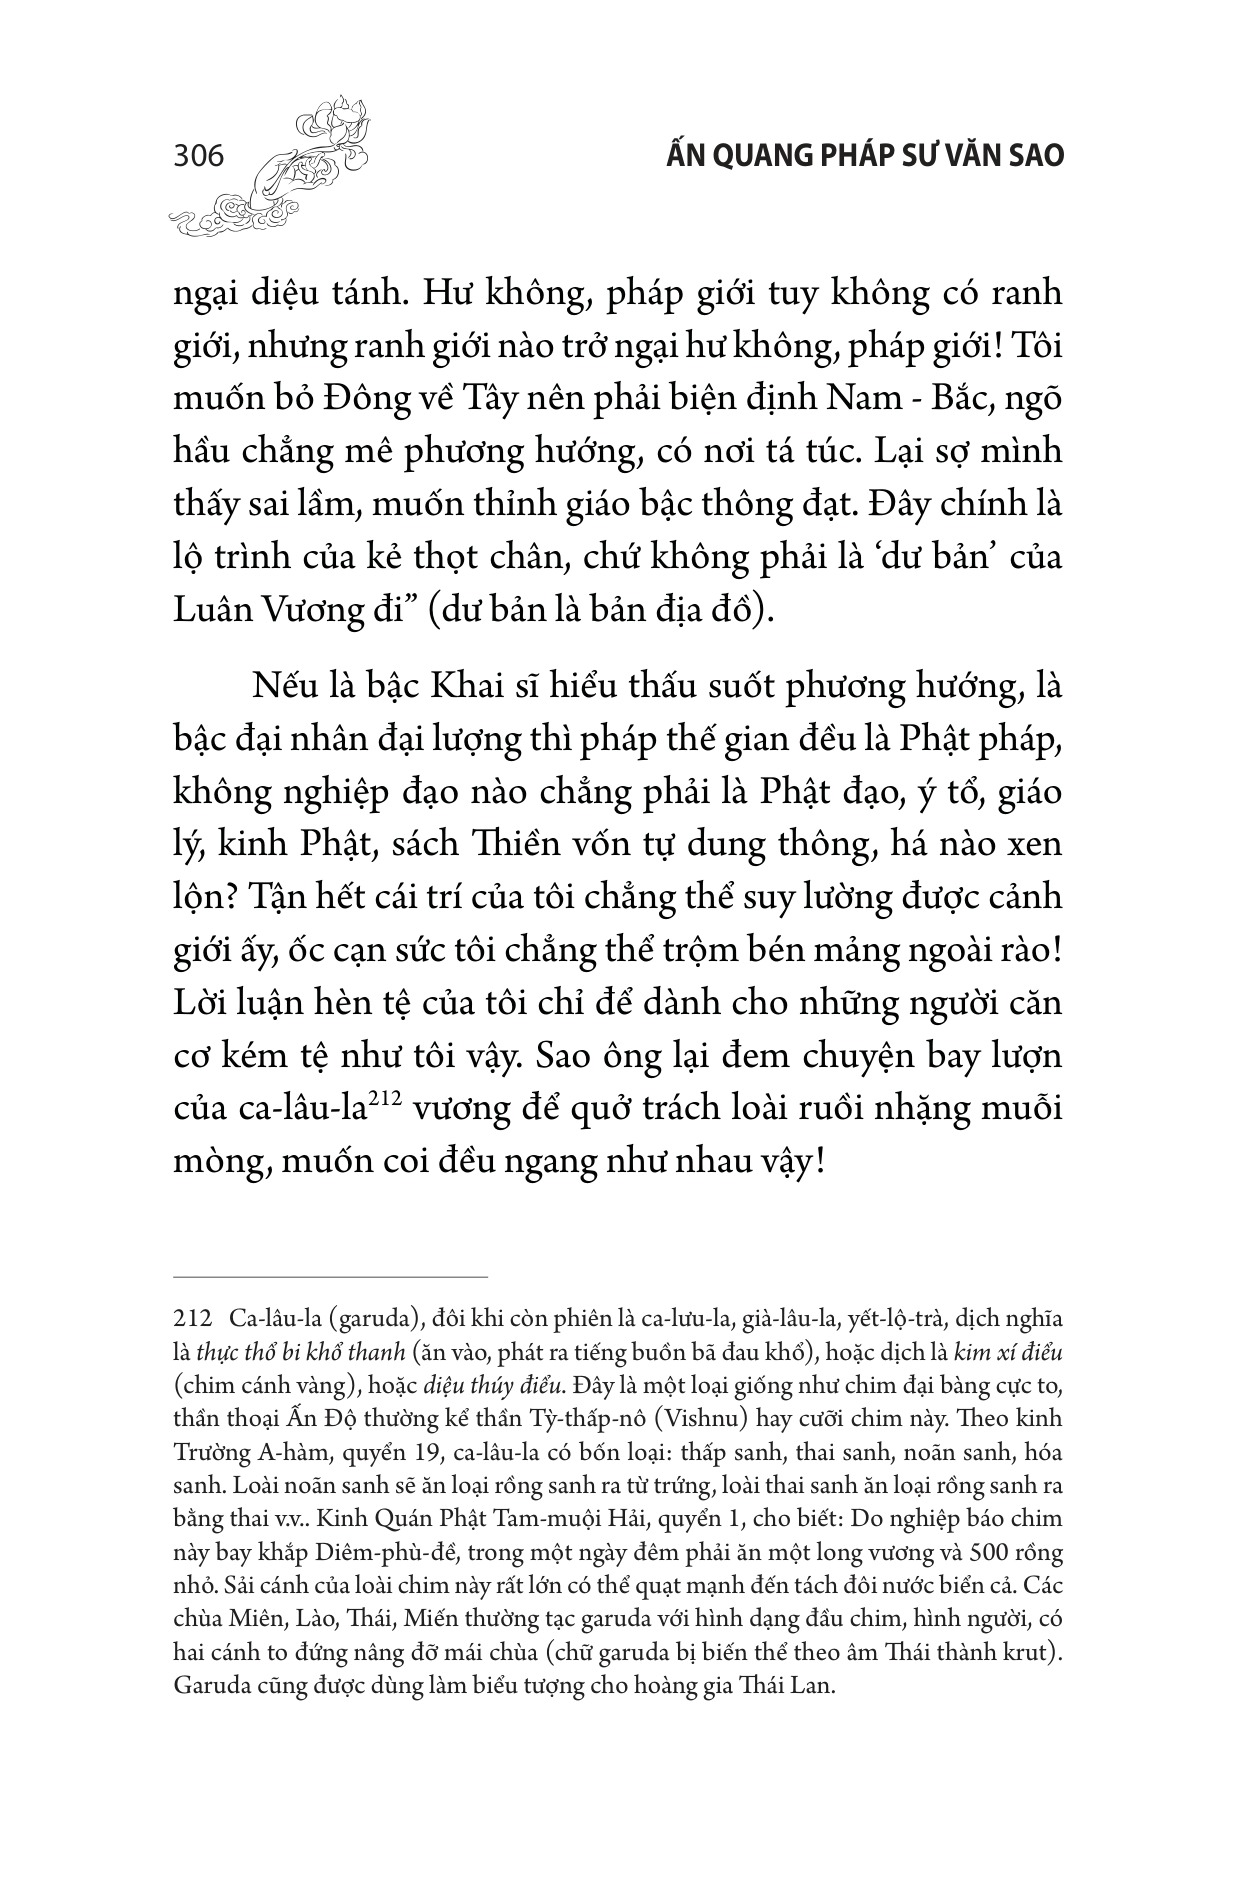 306
ẤN QUANG PHÁP SƯ VĂN SAO
ngại diệu tánh. Hư không, pháp giới tuy không có ranh
giới, nhưng ranh giới nào trở ngại hư không, pháp giới! Tôi
muốn bỏ Đông về Tây nên phải biện định Nam - Bắc, ngõ
hầu chẳng mê phương hướng, có nơi tá túc. Lại sợ mình
thấy sai lầm, muốn thỉnh giáo bậc thông đạt. Đây chính là
lộ trình của kẻ thọt chân, chứ không phải là ‘dư bản’ của
Luân Vương đi” (dư bản là bản địa đồ).
Nếu là bậc Khai sĩ hiểu thấu suốt phương hướng, là
bậc đại nhân đại lượng thì pháp thế gian đều là Phật pháp,
không nghiệp đạo nào chẳng phải là Phật đạo, ý tổ, giáo
lý, kinh Phật, sách Thiền vốn tự dung thông, há nào xen
lộn? Tận hết cái trí của tôi chẳng thể suy lường được cảnh
giới ấy, ốc cạn sức tôi chẳng thể trộm bén mảng ngoài rào!
Lời luận hèn tệ của tôi chỉ để dành cho những người căn
cơ kém tệ như tôi vậy. Sao ông lại đem chuyện bay lượn
của ca-lâu-la212 vương để quở trách loài ruồi nhặng muỗi
mòng, muốn coi đều ngang như nhau vậy!
212 Ca-lâu-la (garuda), đôi khi còn phiên là ca-lưu-la, già-lâu-la, yết-lộ-trà, dịch nghĩa
là thực thổ bi khổ thanh (ăn vào, phát ra tiếng buồn bã đau khổ), hoặc dịch là kim xí điểu
(chim cánh vàng), hoặc diệu thúy điểu. Đây là một loại giống như chim đại bàng cực to,
thần thoại Ấn Độ thường kể thần Tỳ-thấp-nô (Vishnu) hay cưỡi chim này. Theo kinh
Trường A-hàm, quyển 19, ca-lâu-la có bốn loại: thấp sanh, thai sanh, noãn sanh, hóa
sanh. Loài noãn sanh sẽ ăn loại rồng sanh ra từ trứng, loài thai sanh ăn loại rồng sanh ra
bằng thai v.v.. Kinh Quán Phật Tam-muội Hải, quyển 1, cho biết: Do nghiệp báo chim
này bay khắp Diêm-phù-đề, trong một ngày đêm phải ăn một long vương và 500 rồng
nhỏ. Sải cánh của loài chim này rất lớn có thể quạt mạnh đến tách đôi nước biển cả. Các
chùa Miên, Lào, Thái, Miến thường tạc garuda với hình dạng đầu chim, hình người, có
hai cánh to đứng nâng đỡ mái chùa (chữ garuda bị biến thể theo âm Thái thành krut).
Garuda cũng được dùng làm biểu tượng cho hoàng gia Thái Lan.